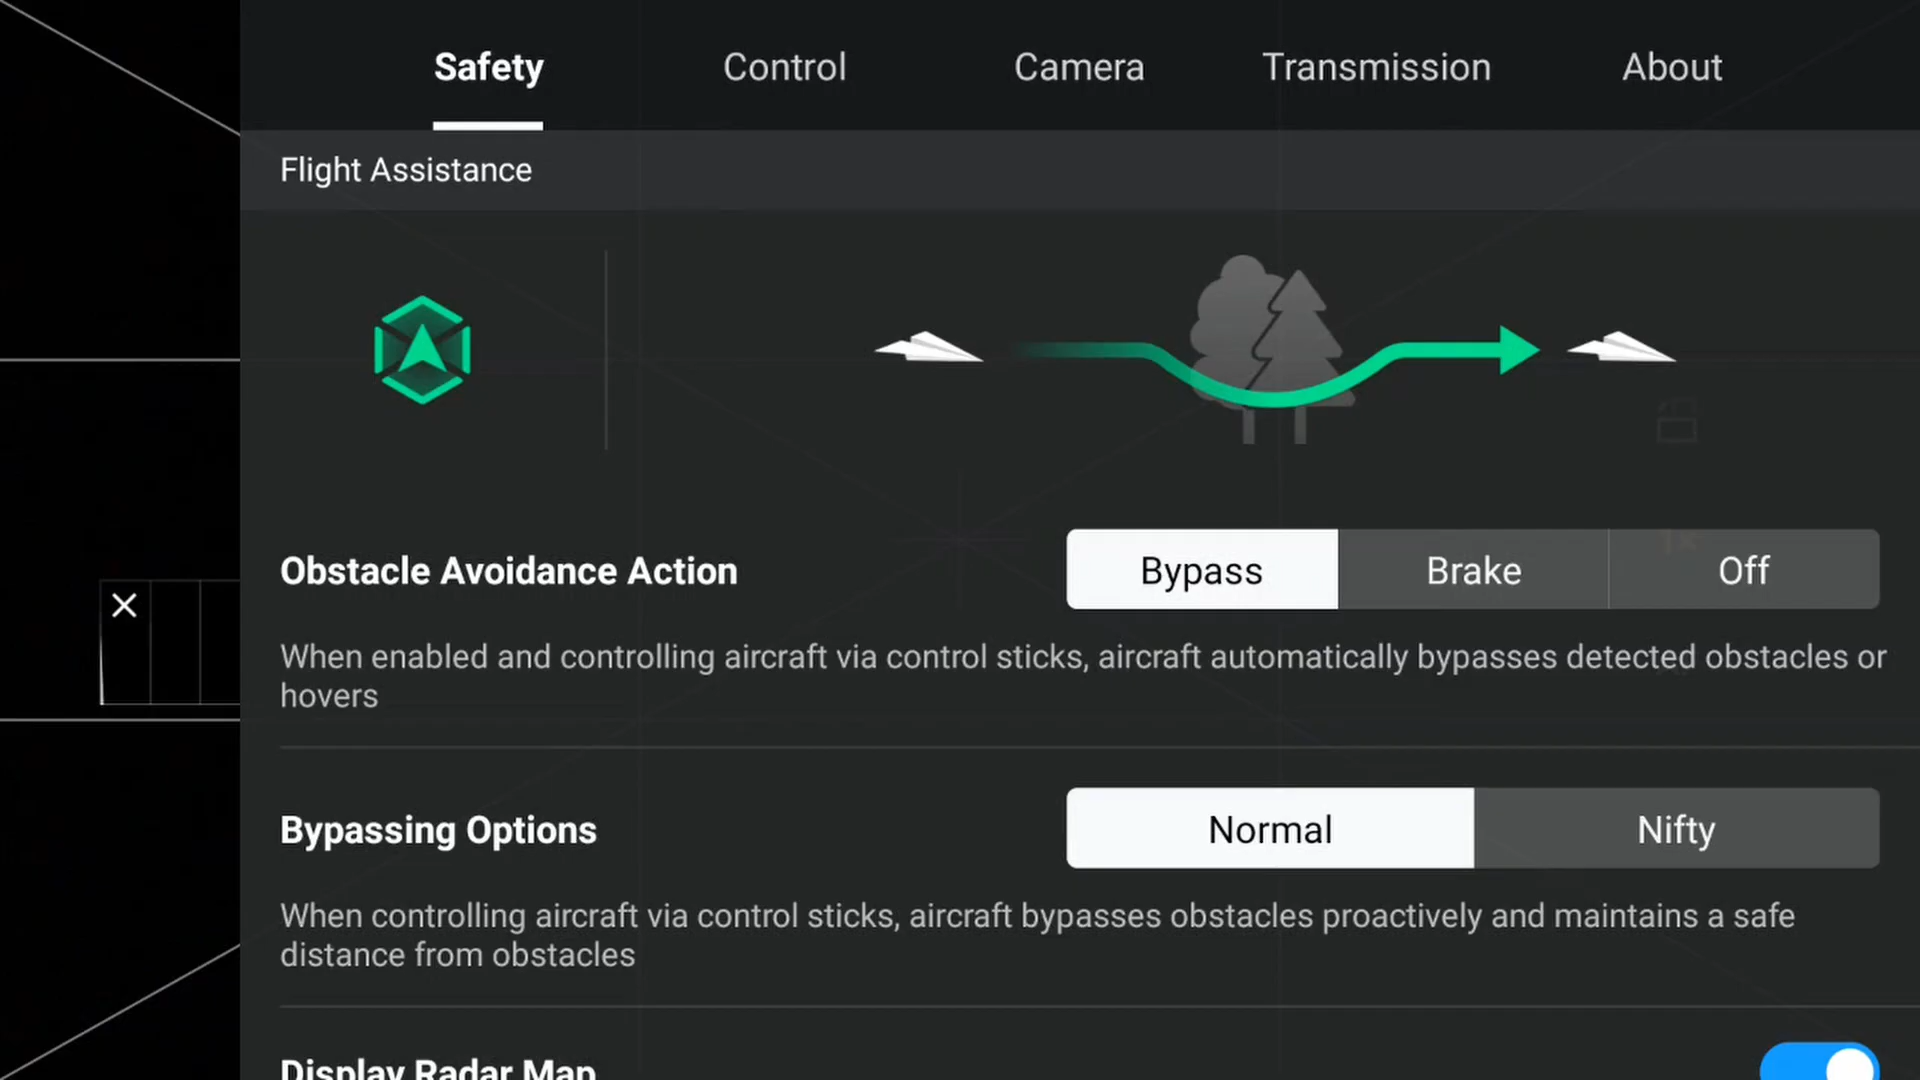 Safety Control Camera Transmission About
Flight Assistance
Obstacle Avoidance Action Bypass Brake Off
When enabled and controlling aircraft via control sticks, aircraft automatically bypasses detected obstacles or
hovers
Bypassing Options Normal Nifty
When controlling aircraft via control sticks, aircraft bypasses obstacles proactively and maintains a safe
distance from obstacles
Display Radar Map